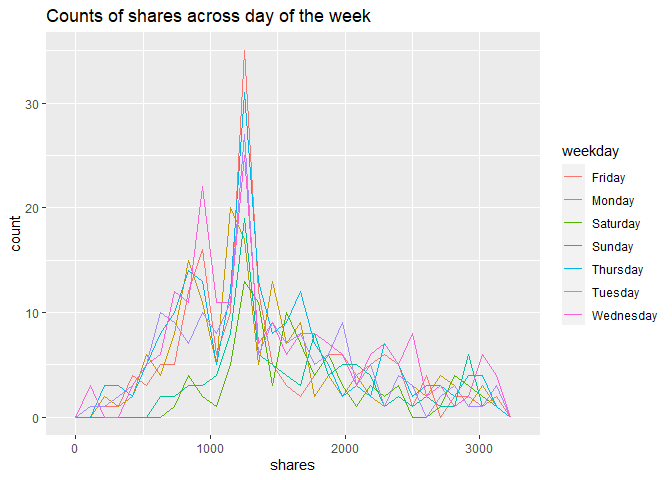 Counts of shares across day of the week
count
30
20
10
0
0
1000
2000
3000
shares
weekday
Friday
Monday
Saturday
Sunday
Thursday
Tuesday
Wednesday